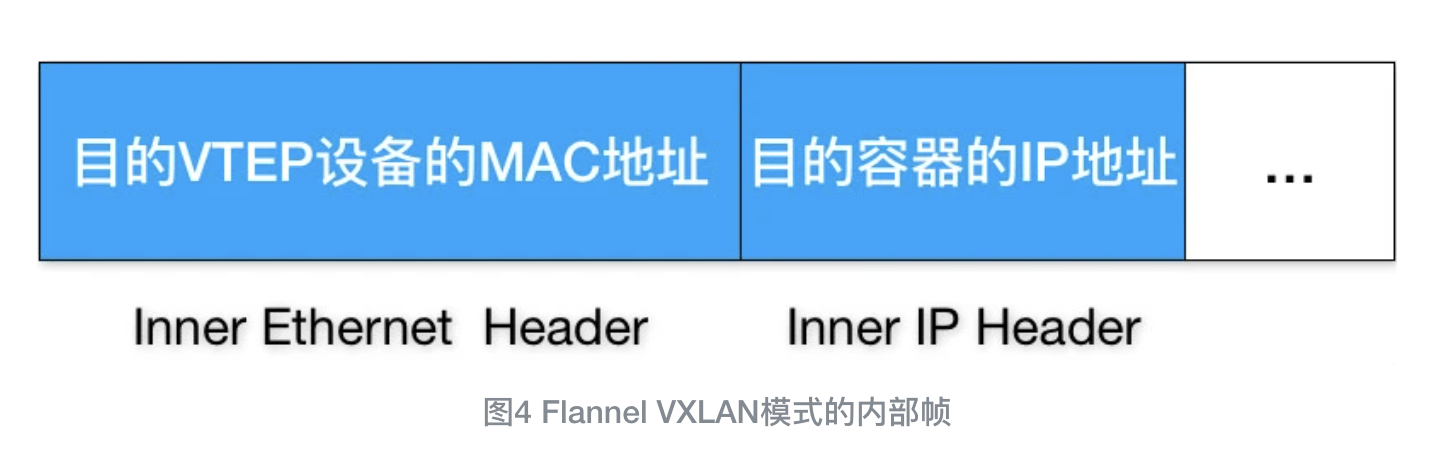 目的VTEP设备的MAC地址 目的容器的IP地址 ...
Inner Ethernet Header Inner IP Header
图4 Flannel VXLAN模式的内部帧